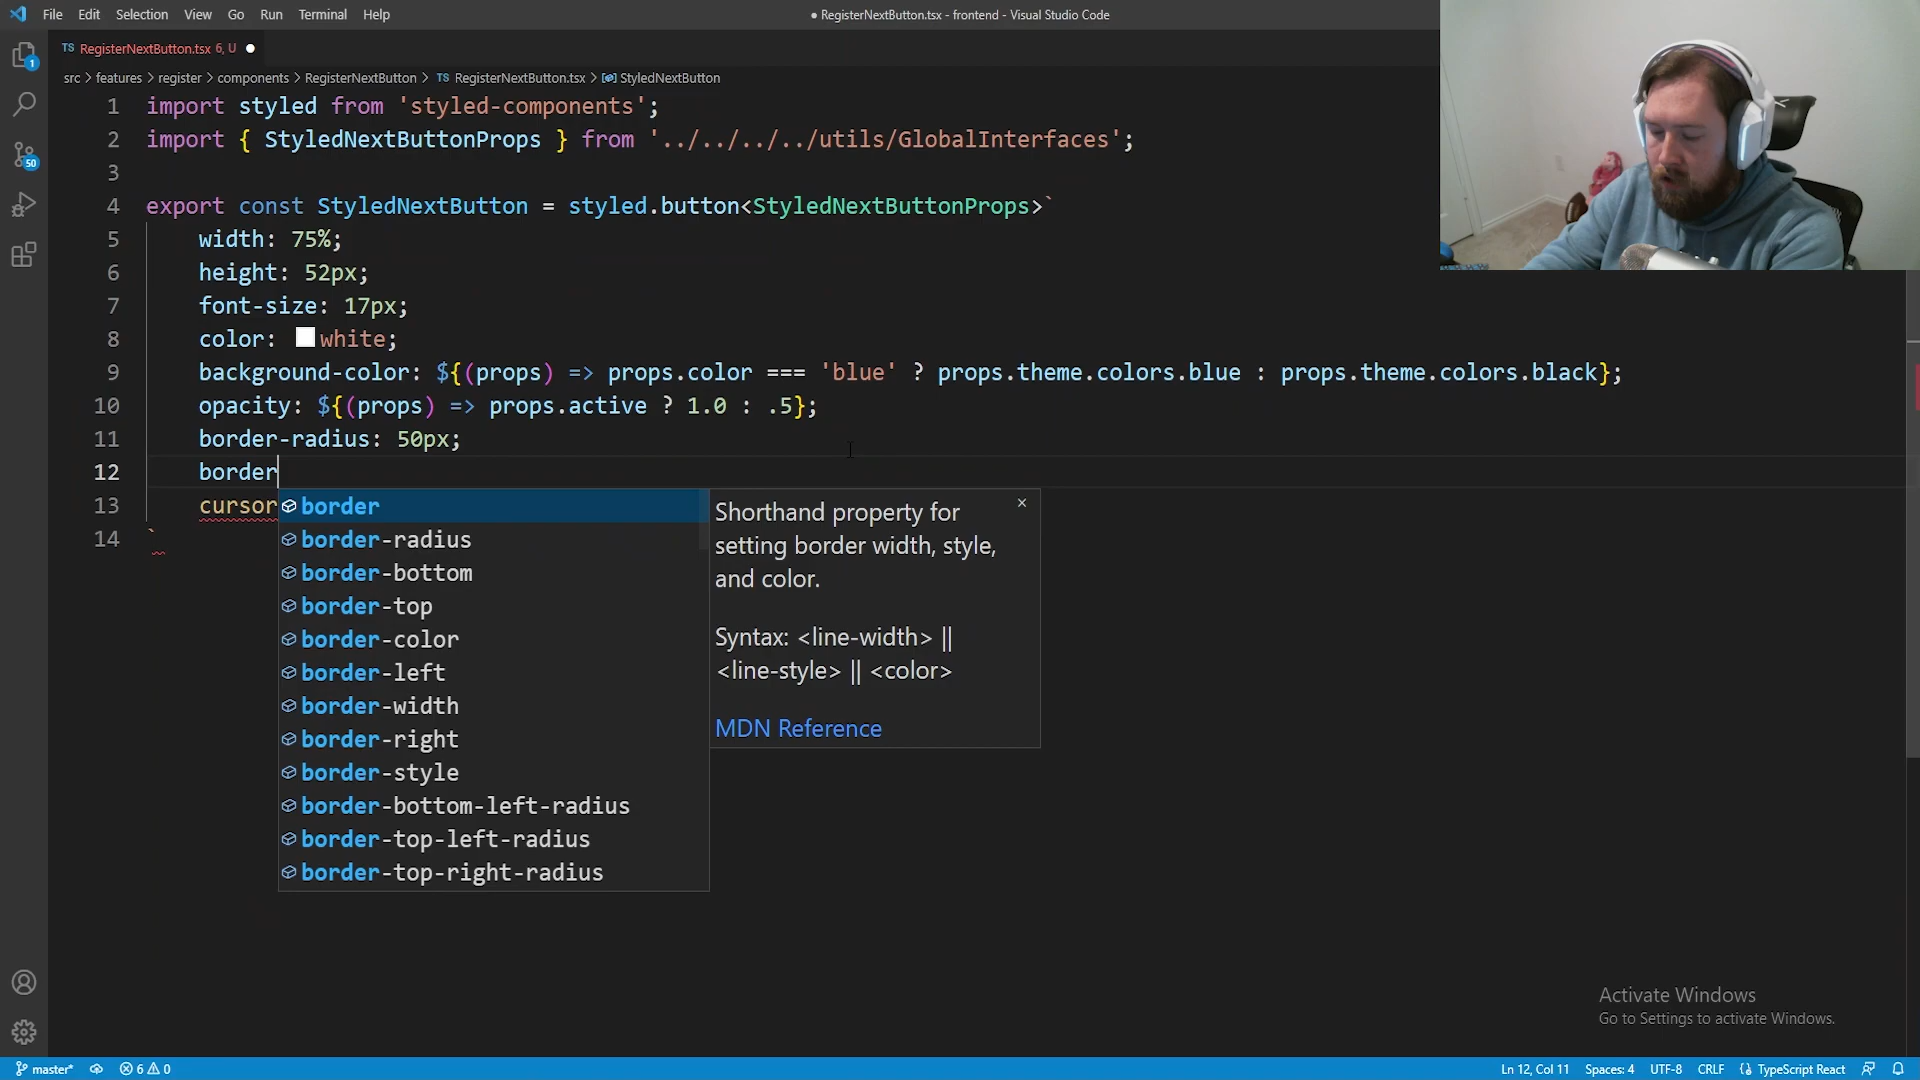 File Edit Selection View Go Run Terminal Help
● RegisterNextButton.tsx - frontend - Visual Studio Code
TS RegisterNextButton.tsx 6, U ●
src > features > register > components > RegisterNextButton > TS RegisterNextButton.tsx > StyledNextButton
1 import styled from 'styled-components';
2 import { StyledNextButtonProps } from '../../../../utils/GlobalInterfaces';
3
4 export const StyledNextButton = styled.button<StyledNextButtonProps>`
5 width: 75%;
6 height: 52px;
7 font-size: 17px;
8 color: white;
9 background-color: ${(props) => props.color === 'blue' ? props.theme.colors.blue : props.theme.colors.black};
10 opacity: ${(props) => props.active ? 1.0 : .5};
11 border-radius: 50px;
12 border
13 cursor
14 `
border
border-radius
border-bottom
border-top
border-color
border-left
border-width
border-right
border-style
border-bottom-left-radius
border-top-left-radius
border-top-right-radius
Shorthand property for
setting border width, style,
and color.
Syntax: <line-width> ||
<line-style> || <color>
MDN Reference
1
50
Activate Windows
Go to Settings to activate Windows.
master* 6 0
Ln 12, Col 11 Spaces: 4 UTF-8 CRLF {} TypeScript React